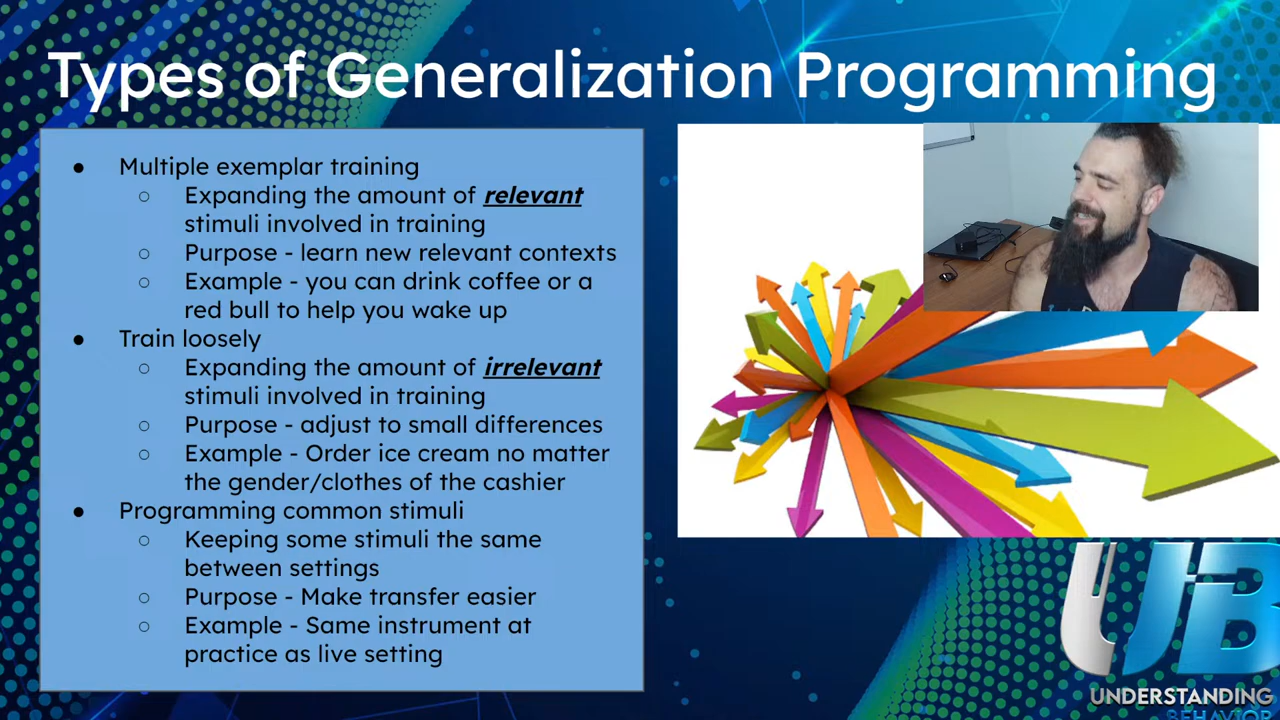 Types of Generalization Programming
● Multiple exemplar training
○ Expanding the amount of relevant
stimuli involved in training
○ Purpose - learn new relevant contexts
○ Example - you can drink coffee or a
red bull to help you wake up
● Train loosely
○ Expanding the amount of irrelevant
stimuli involved in training
○ Purpose - adjust to small differences
○ Example - Order ice cream no matter
the gender/clothes of the cashier
● Programming common stimuli
○ Keeping some stimuli the same
between settings
○ Purpose - Make transfer easier
○ Example - Same instrument at
practice as live setting
UB
UNDERSTANDING
BEHAVIOR